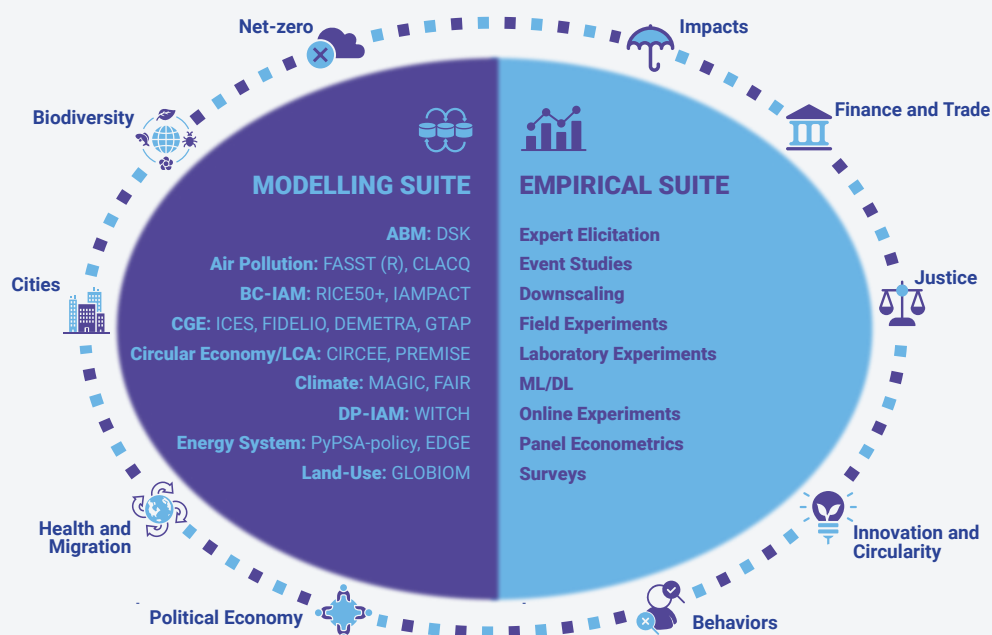 Net-zero
Impacts
Biodiversity
Finance and Trade
MODELLING SUITE
EMPIRICAL SUITE
ABM: DSK
Air Pollution: FASST (R), CLACQ
BC-IAM: RICE50+, IAMPACT
CGE: ICES, FIDELIO, DEMETRA, GTAP
Circular Economy/LCA: CIRCEE, PREMISE
Climate: MAGIC, FAIR
DP-IAM: WITCH
Energy System: PyPSA-policy, EDGE
Land-Use: GLOBIOM
Expert Elicitation
Event Studies
Downscaling
Field Experiments
Laboratory Experiments
ML/DL
Online Experiments
Panel Econometrics
Surveys
Cities
Justice
Health and
Migration
Innovation and
Circularity
Political Economy
Behaviors